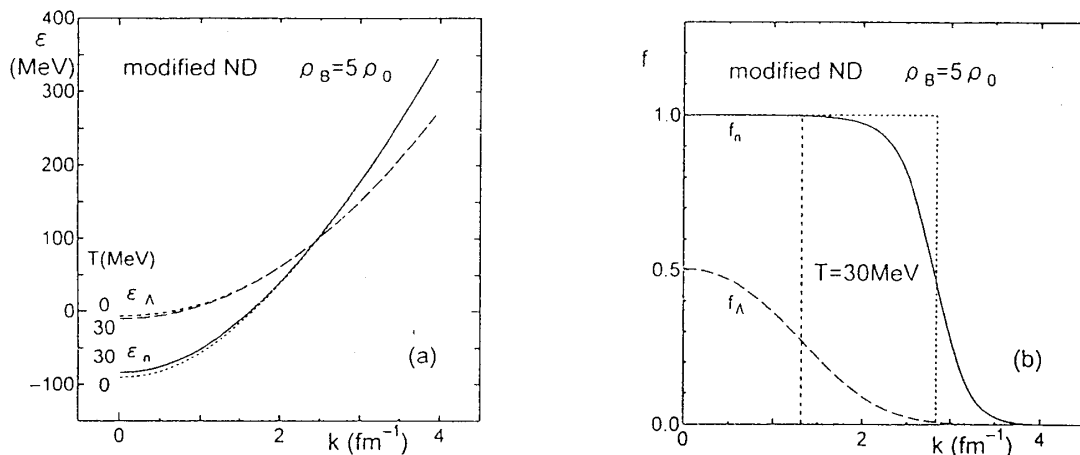 400
ε
(MeV)
300
200
100
0
−100
modified ND ρ_B=5ρ_0
T(MeV)
0 ε_Λ
30
30 ε_n
0
(a)
0 2 4
k (fm⁻¹)
f
modified ND ρ_B=5ρ_0
1.0
f_n
0.5
T=30MeV
f_Λ
(b)
0.0
0 2 4
k (fm⁻¹)